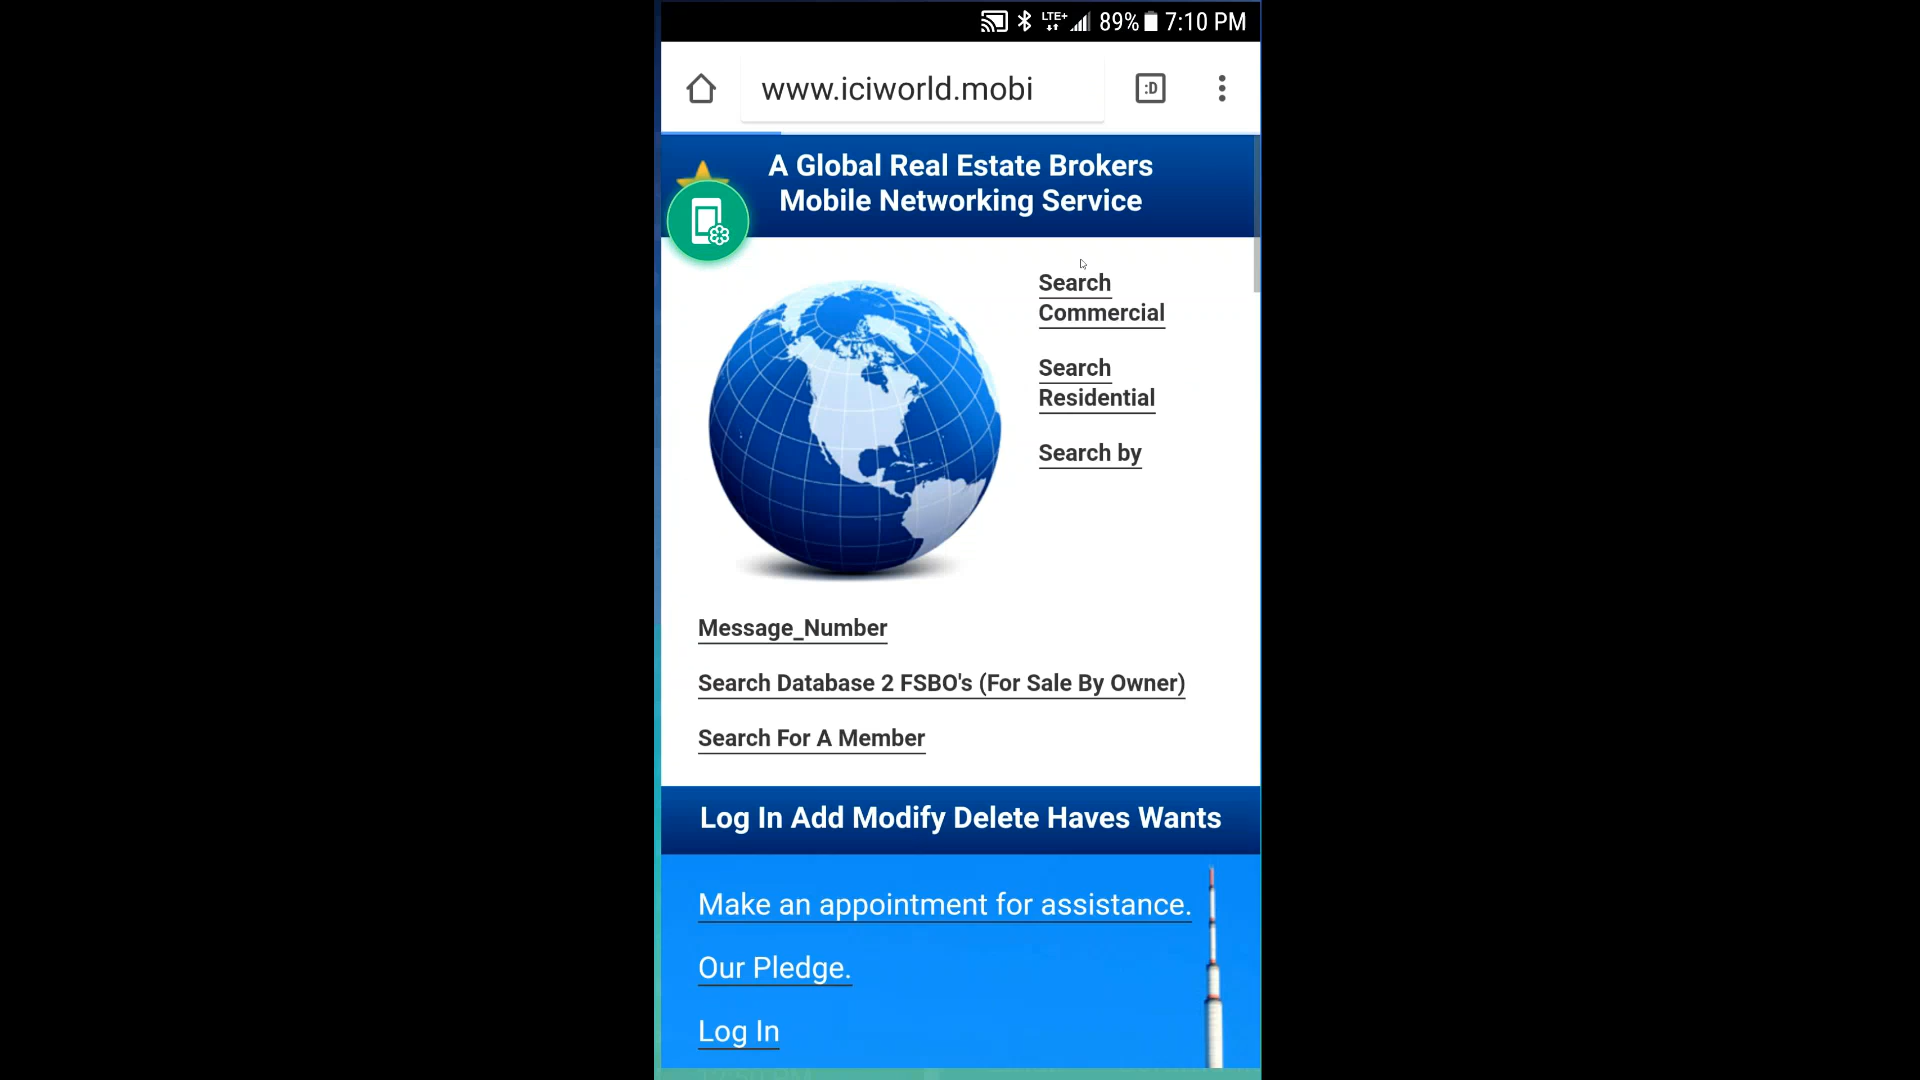 LTE+ 89% 7:10 PM
www.iciworld.mobi :D
A Global Real Estate Brokers
Mobile Networking Service
Search
Commercial
Search
Residential
Search by
Message_Number
Search Database 2 FSBO's (For Sale By Owner)
Search For A Member
Log In Add Modify Delete Haves Wants
Make an appointment for assistance.
Our Pledge.
Log In